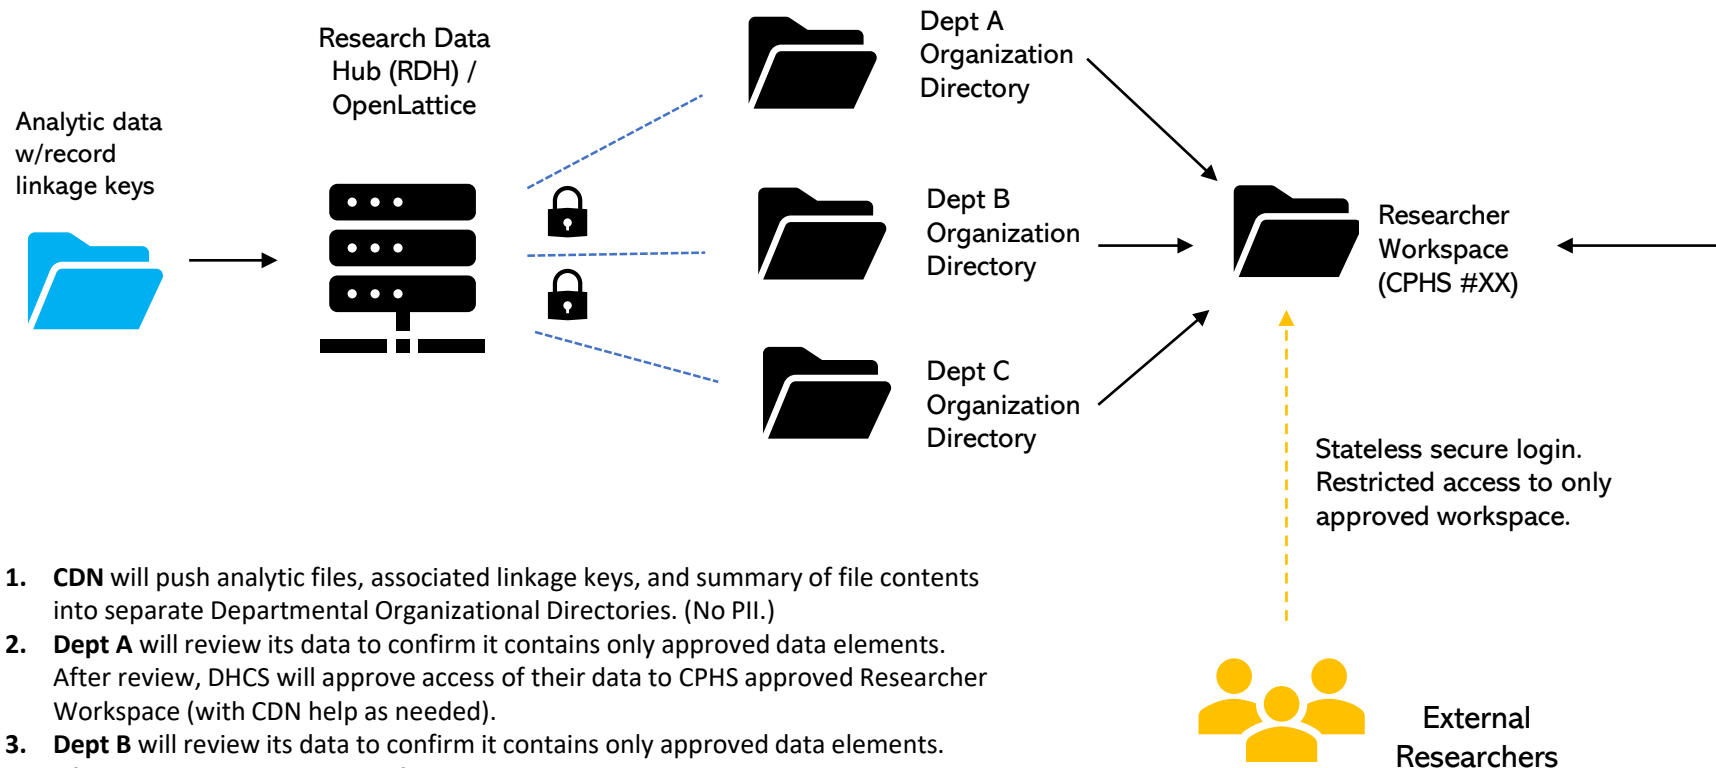 Analytic data
w/record
linkage keys
Research Data
Hub (RDH) /
OpenLattice
Dept A
Organization
Directory
Dept B
Organization
Directory
Dept C
Organization
Directory
Researcher
Workspace
(CPHS #XX)
Stateless secure login.
Restricted access to only
approved workspace.
External
Researchers
1. CDN will push analytic files, associated linkage keys, and summary of file contents
into separate Departmental Organizational Directories. (No PII.)
2. Dept A will review its data to confirm it contains only approved data elements.
After review, DHCS will approve access of their data to CPHS approved Researcher
Workspace (with CDN help as needed).
3. Dept B will review its data to confirm it contains only approved data elements.